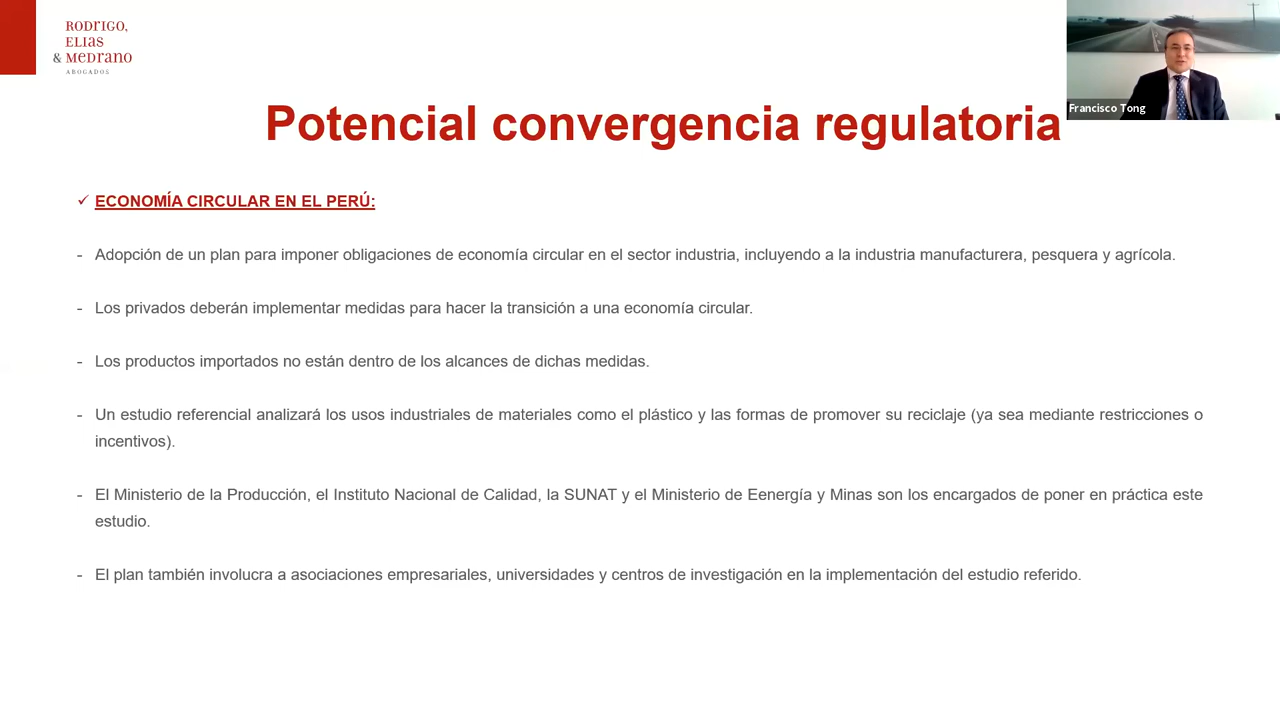 RODRIGO,
ELIAS
& MEDRANO
ABOGADOS
Francisco Tong
Potencial convergencia regulatoria
✓ ECONOMÍA CIRCULAR EN EL PERÚ:
- Adopción de un plan para imponer obligaciones de economía circular en el sector industria, incluyendo a la industria manufacturera, pesquera y agrícola.
- Los privados deberán implementar medidas para hacer la transición a una economía circular.
- Los productos importados no están dentro de los alcances de dichas medidas.
- Un estudio referencial analizará los usos industriales de materiales como el plástico y las formas de promover su reciclaje (ya sea mediante restricciones o
incentivos).
- El Ministerio de la Producción, el Instituto Nacional de Calidad, la SUNAT y el Ministerio de Eenergía y Minas son los encargados de poner en práctica este
estudio.
- El plan también involucra a asociaciones empresariales, universidades y centros de investigación en la implementación del estudio referido.